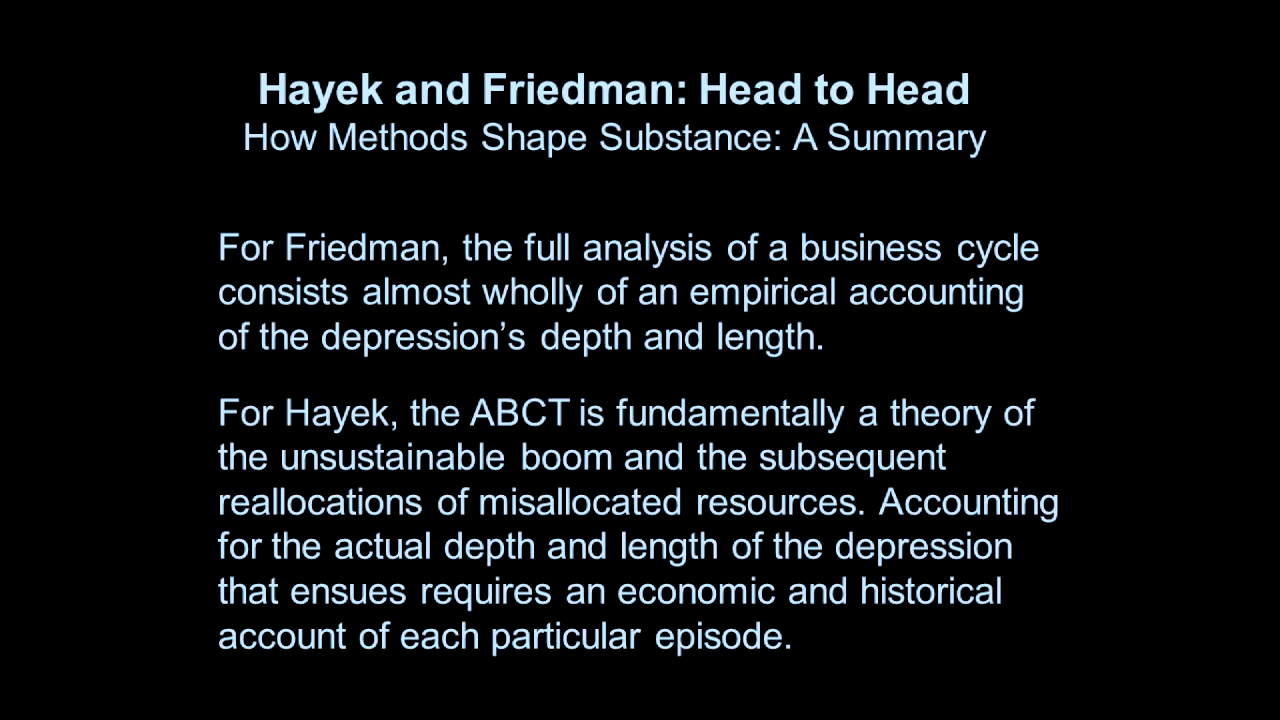 Hayek and Friedman: Head to Head
How Methods Shape Substance: A Summary
For Friedman, the full analysis of a business cycle
consists almost wholly of an empirical accounting
of the depression’s depth and length.
For Hayek, the ABCT is fundamentally a theory of
the unsustainable boom and the subsequent
reallocations of misallocated resources. Accounting
for the actual depth and length of the depression
that ensues requires an economic and historical
account of each particular episode.